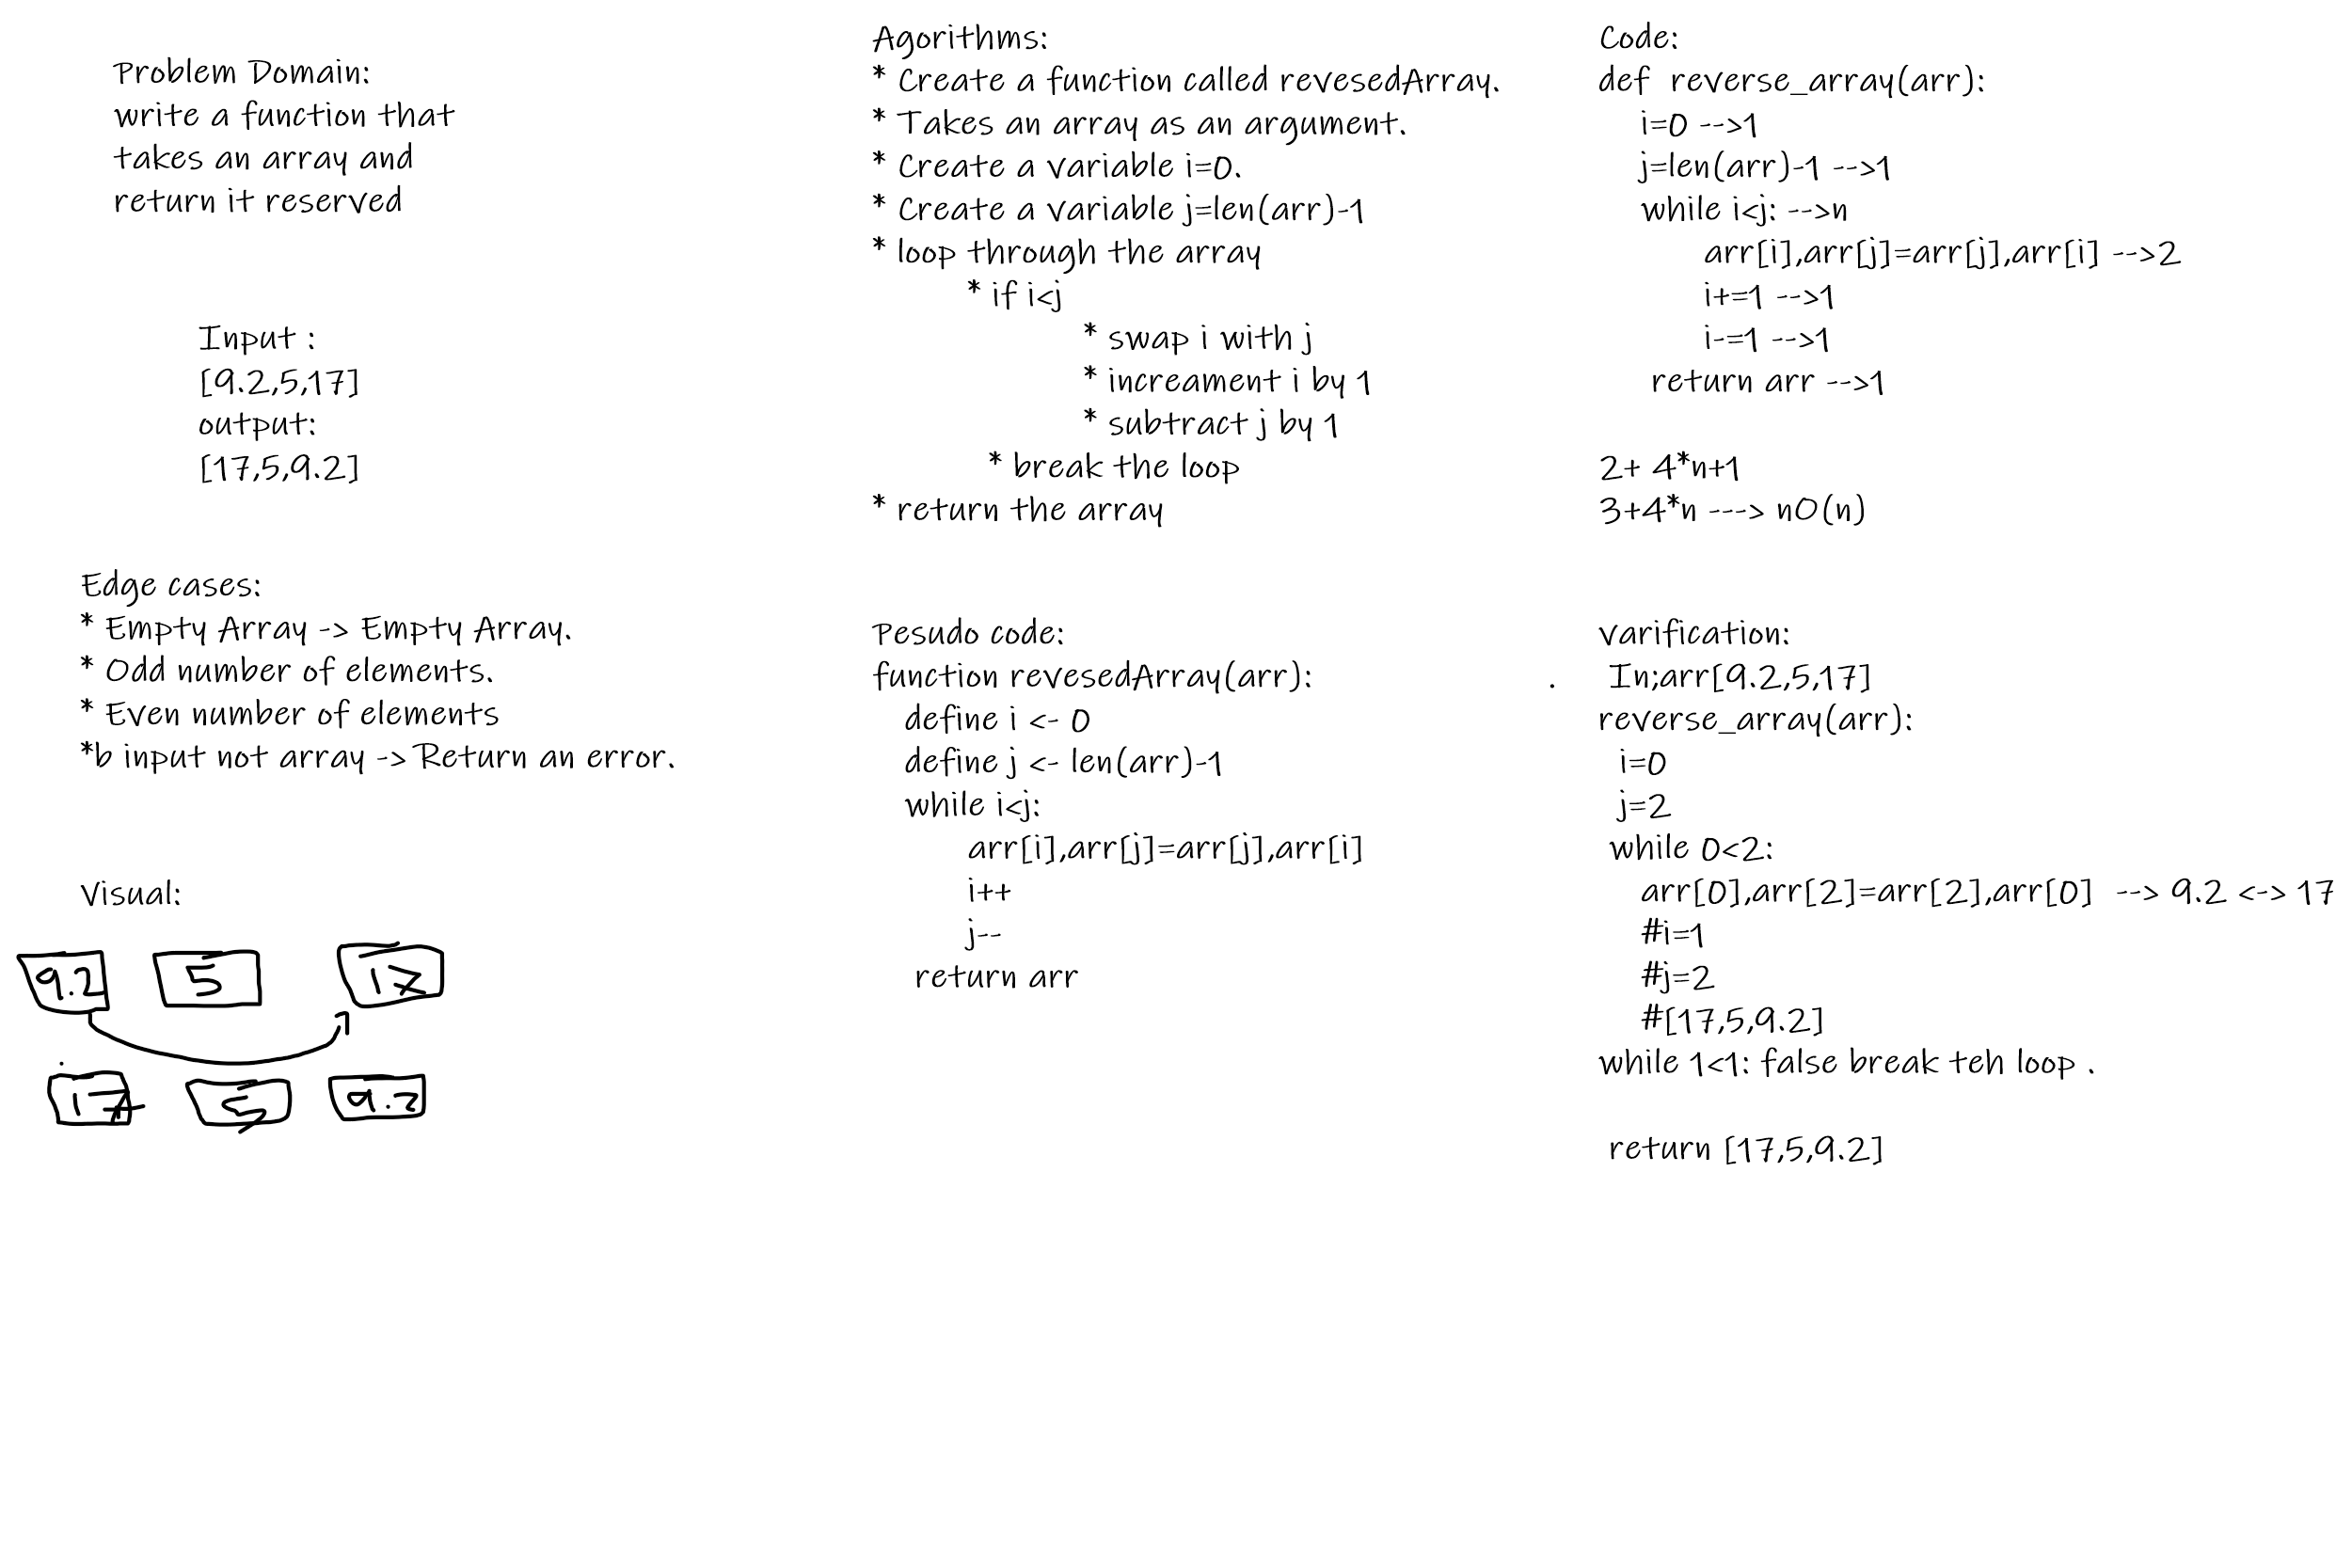 Problem Domain:
write a function that
takes an array and
return it reserved
Input :
[9.2,5,17]
output:
[17,5,9.2]
Edge cases:
* Empty Array -> Empty Array.
* Odd number of elements.
* Even number of elements
*b input not array -> Return an error.
Visual:
9.2 5 17
17 5 9.2
Agorithms:
* Create a function called revesedArray.
* Takes an array as an argument.
* Create a variable i=0.
* Create a variable j=len(arr)-1
* loop through the array
* if i<j
* swap i with j
* increament i by 1
* subtract j by 1
* break the loop
* return the array
Pesudo code:
function revesedArray(arr):
define i <- 0
define j <- len(arr)-1
while i<j:
arr[i],arr[j]=arr[j],arr[i]
i++
j--
return arr
Code:
def reverse_array(arr):
i=0 -->1
j=len(arr)-1 -->1
while i<j: -->n
arr[i],arr[j]=arr[j],arr[i] -->2
i+=1 -->1
i-=1 -->1
return arr -->1
2+ 4*n+1
3+4*n ---> nO(n)
Varification:
. In;arr[9.2,5,17]
reverse_array(arr):
i=0
j=2
while 0<2:
arr[0],arr[2]=arr[2],arr[0] --> 9.2 <-> 17
#i=1
#j=2
#[17,5,9.2]
while 1<1: false break teh loop .
return [17,5,9.2]